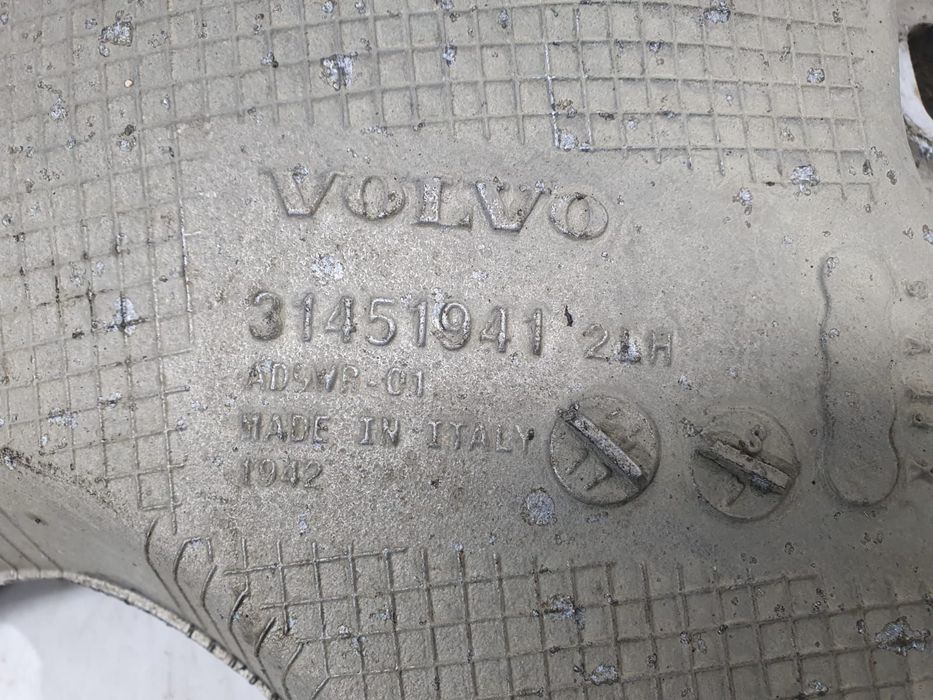 VOLVO
31451941 2LH
AD9VR-01
MADE IN ITALY
1942